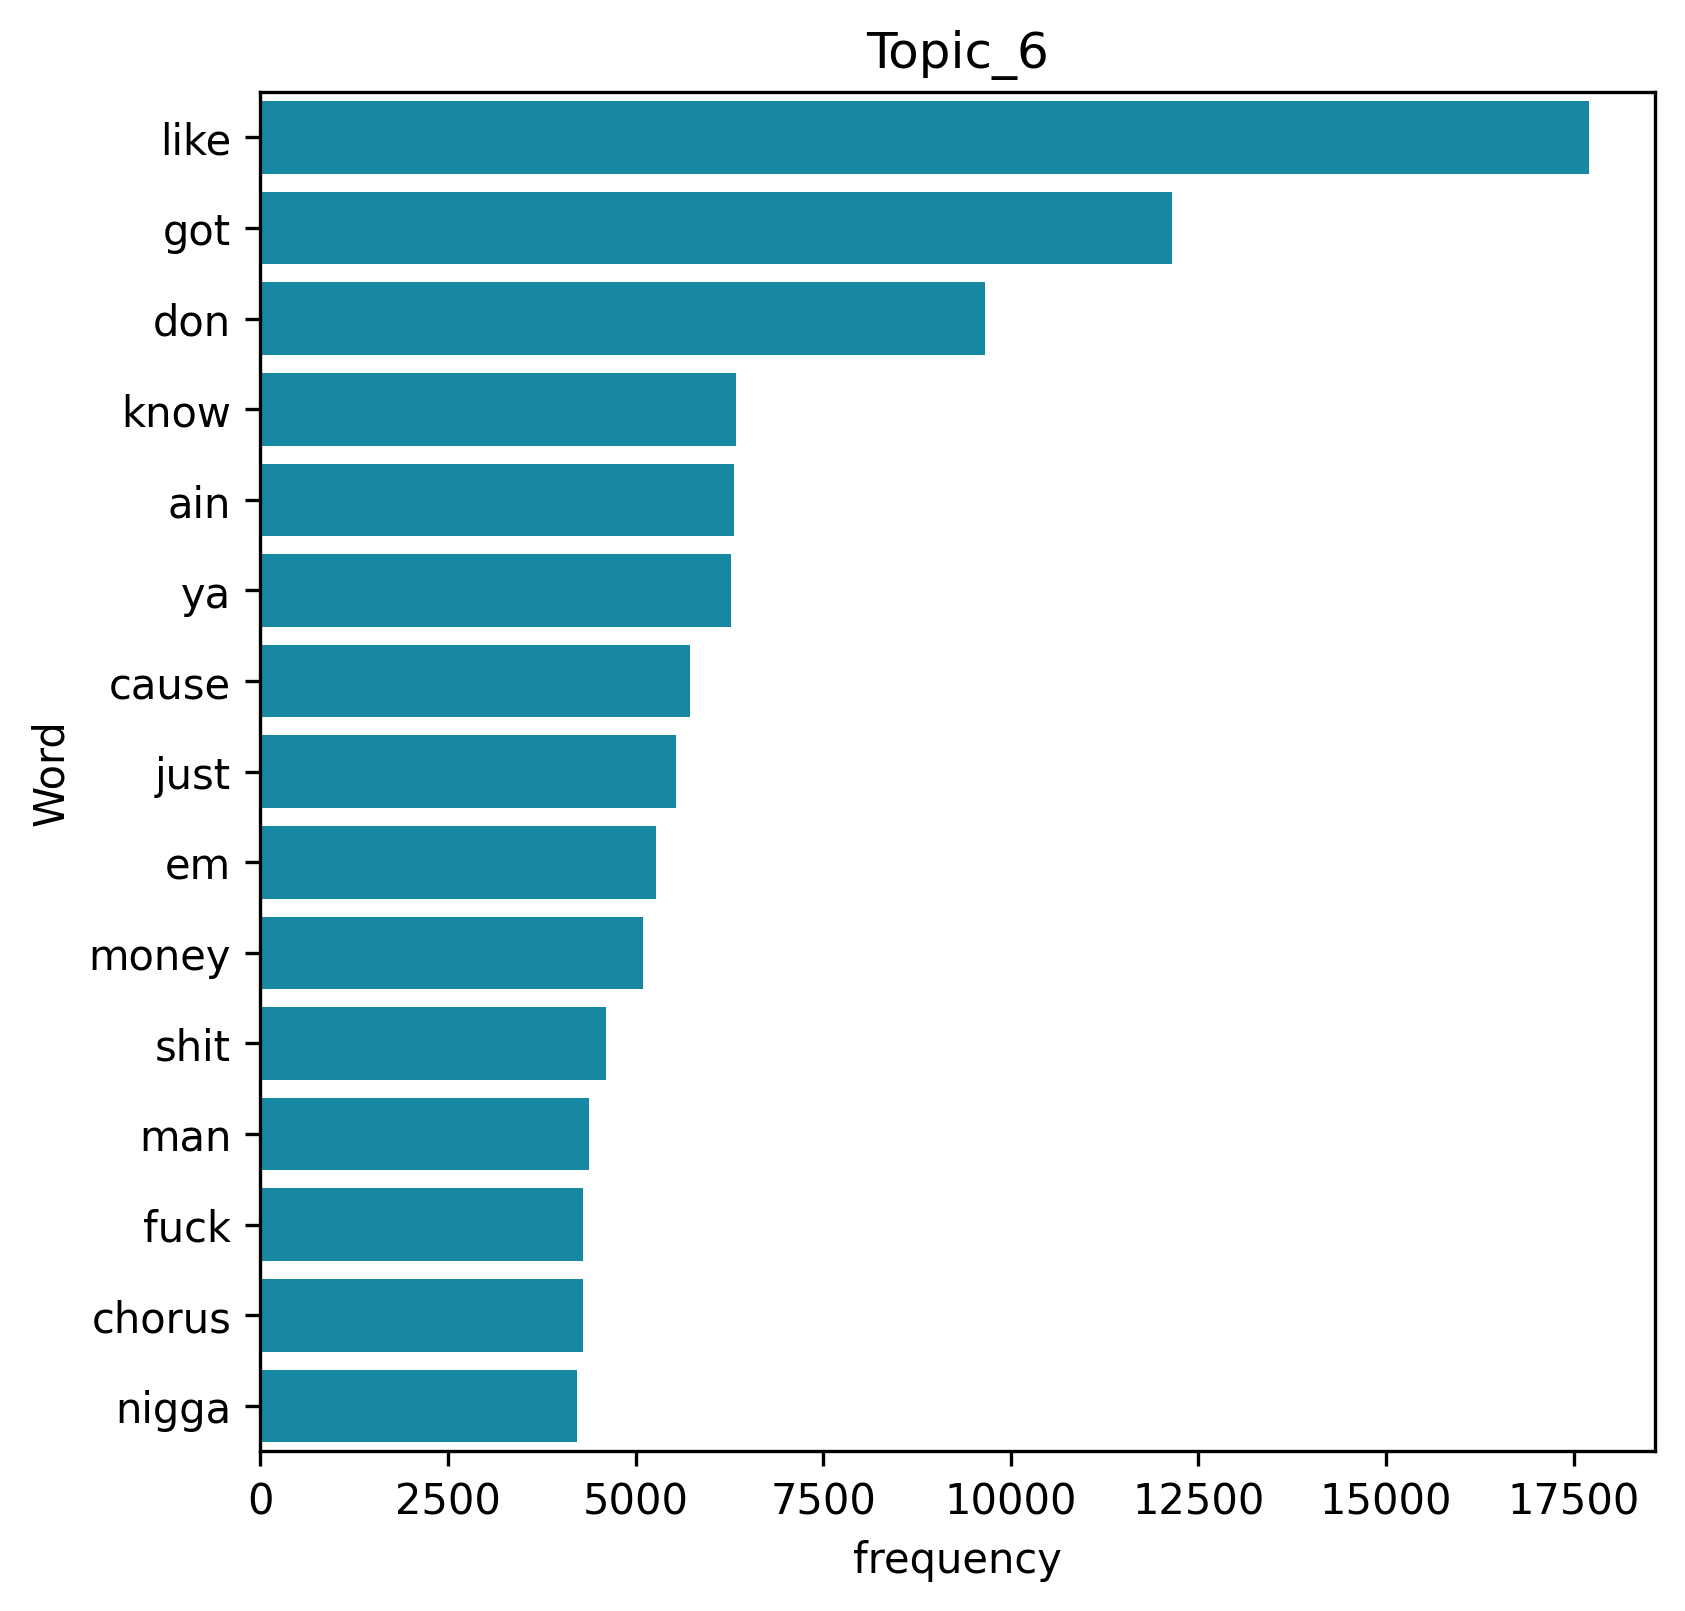 Topic_6
like
got
don
know
ain
ya
cause
just
em
money
shit
man
fuck
chorus
nigga
Word
0 2500 5000 7500 10000 12500 15000 17500
frequency